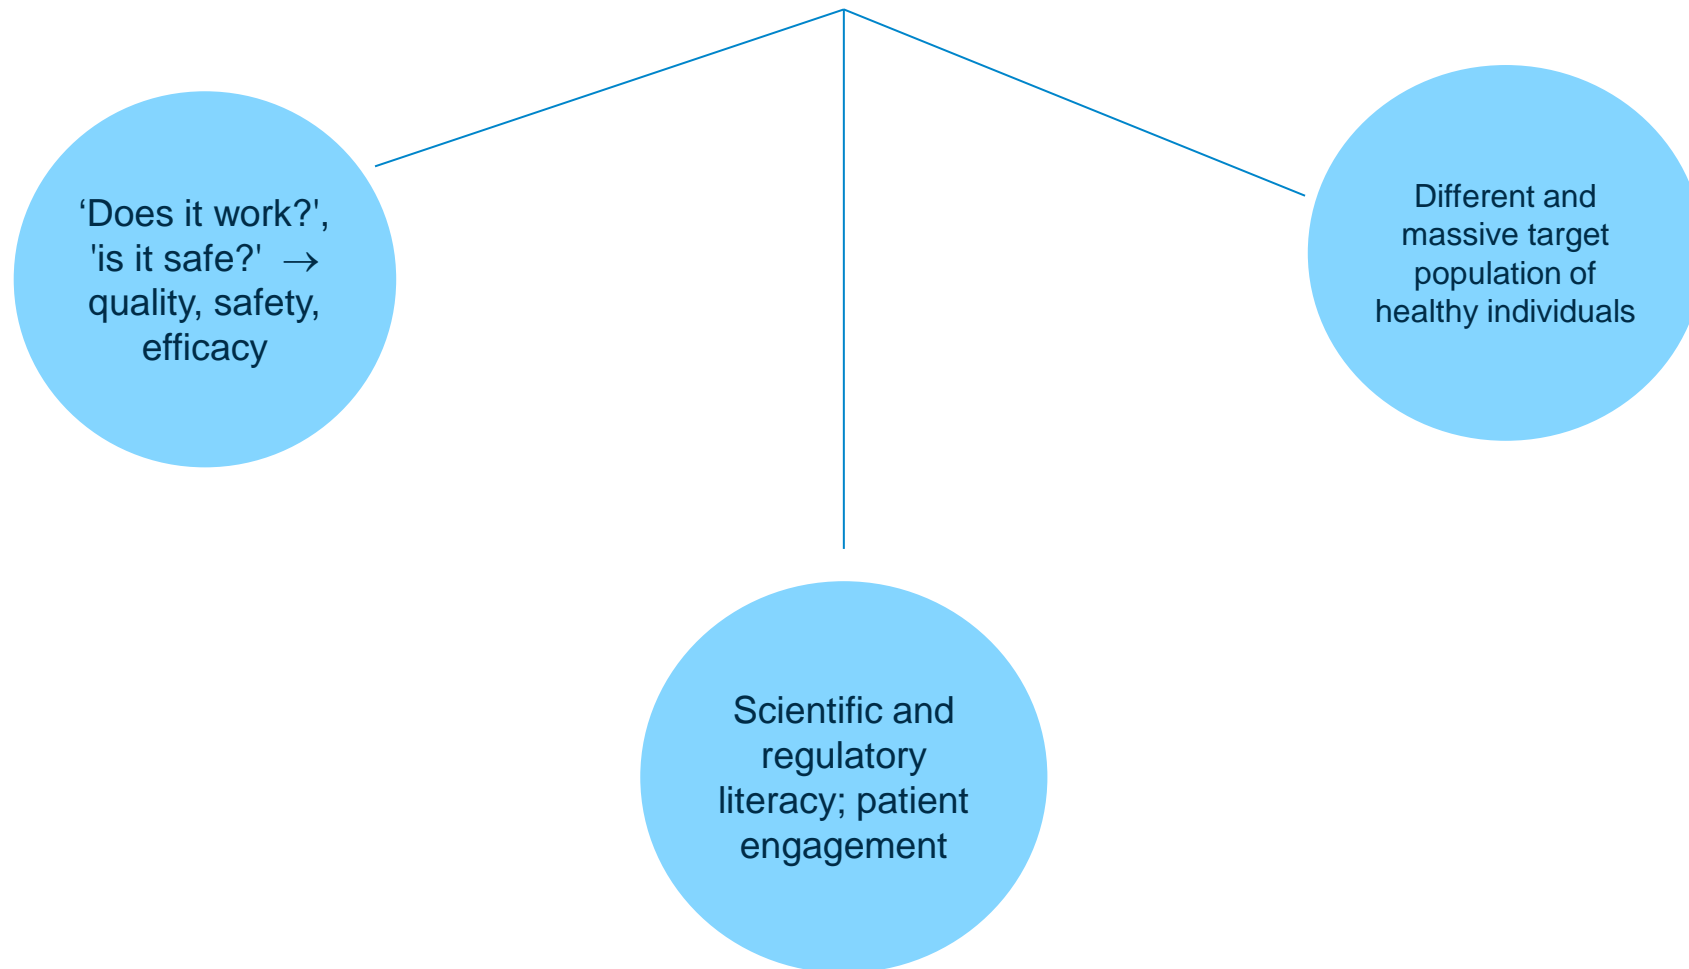 ‘Does it work?',
'is it safe?' →
quality, safety,
efficacy
Different and
massive target
population of
healthy individuals
Scientific and
regulatory
literacy; patient
engagement